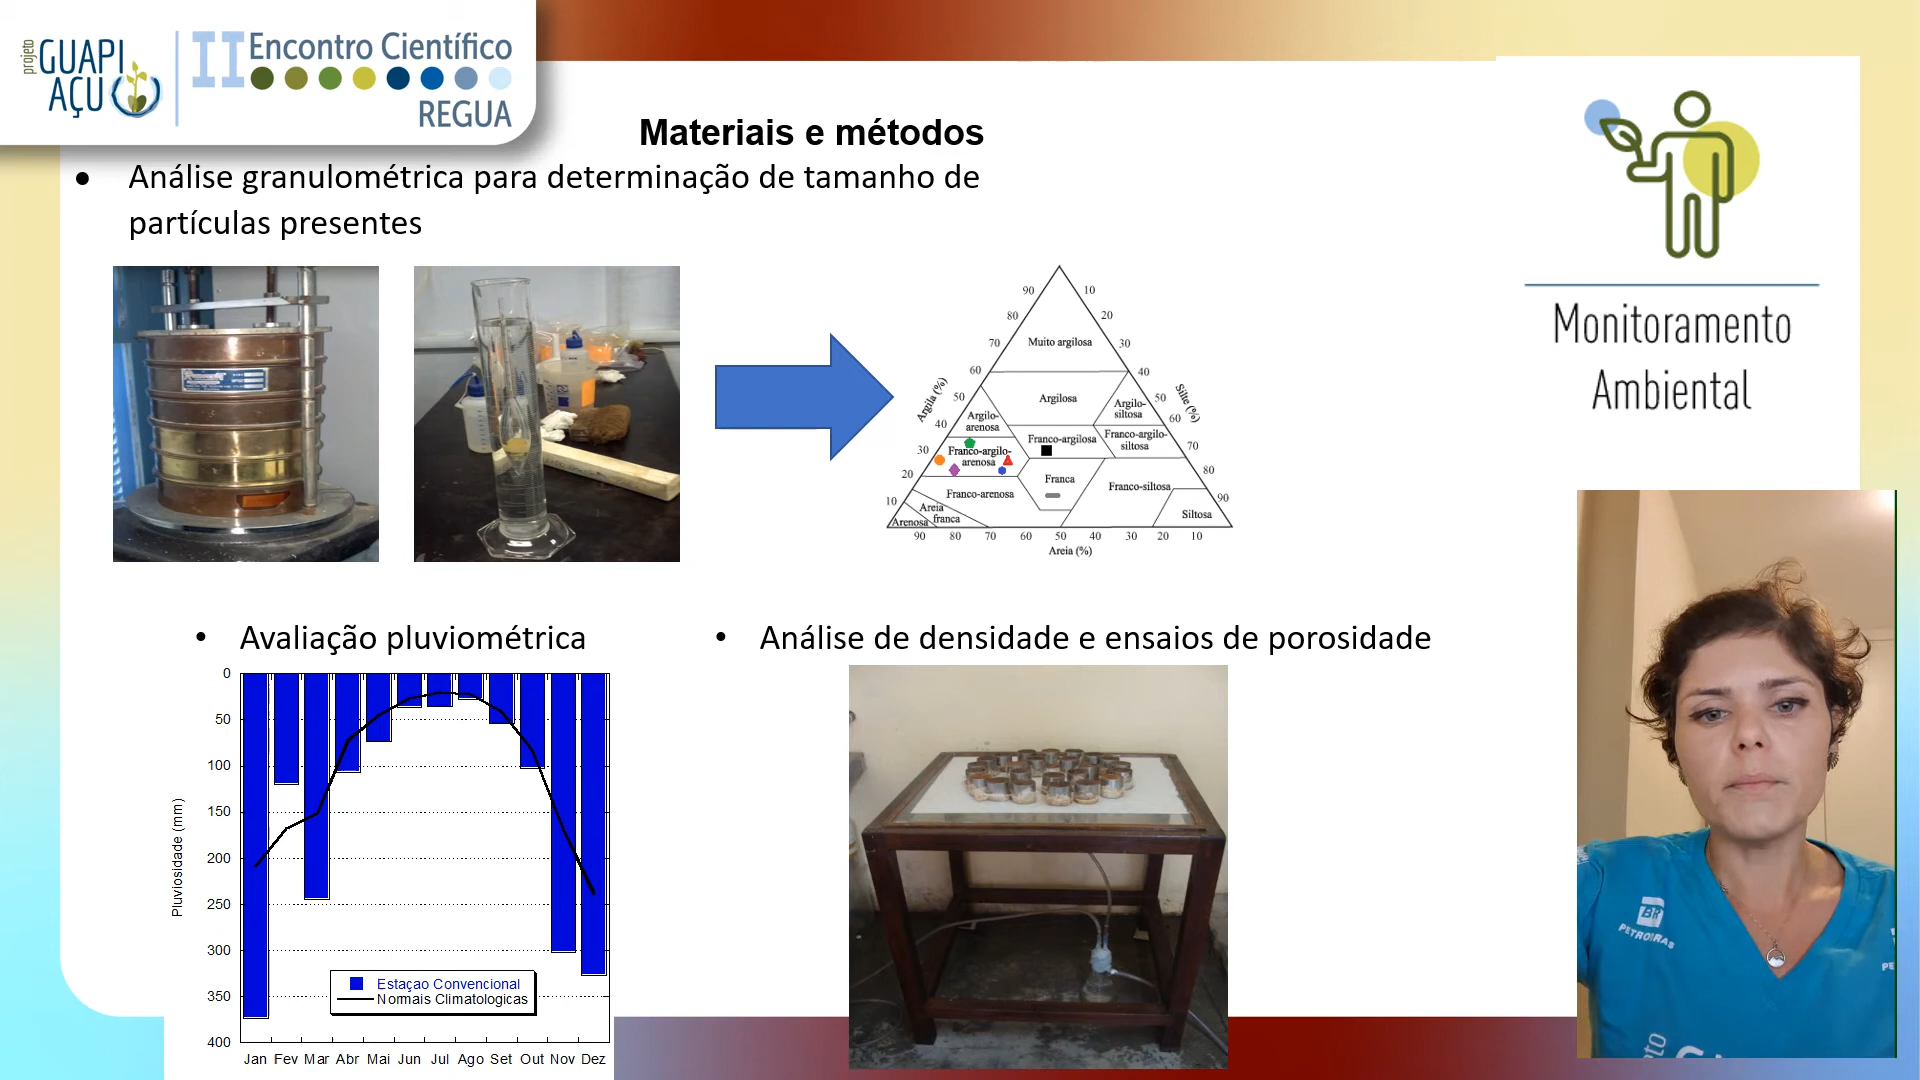 projeto
GUAPI
AÇU
II Encontro Científico
REGUA
Materiais e métodos
• Análise granulométrica para determinação de tamanho de
partículas presentes
Monitoramento
Ambiental
90 10
80 20
70 Muito argilosa 30
60 40
Argila (%) 50 Argilosa Argilo-
siltosa 50 Silte (%)
40 Argilo-
arenosa 60
30 Franco-argilo-
arenosa Franco-argilosa Franco-argilo-
siltosa 70
20 Franca 80
10 Franco-arenosa Franco-siltosa 90
Areia
franca
Arenosa Siltosa
90 80 70 60 50 40 30 20 10
Areia (%)
• Avaliação pluviométrica
• Análise de densidade e ensaios de porosidade
0
50
100
150
200
250
300
350
400
Pluviosidade (mm)
Estaçao Convencional
Normais Climatologicas
Jan Fev Mar Abr Mai Jun Jul Ago Set Out Nov Dez
BR
PETROBRAS
PE